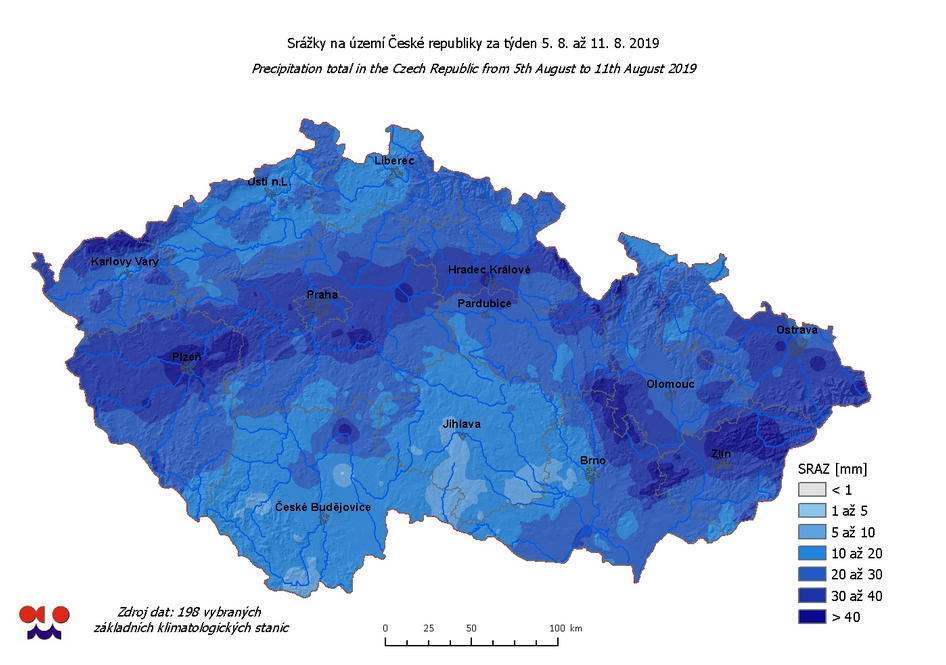 Srážky na území České republiky za týden 5. 8. až 11. 8. 2019
Precipitation total in the Czech Republic from 5th August to 11th August 2019
Liberec
Ústí n.L.
Karlovy Vary
Hradec Králové
Praha
Pardubice
Ostrava
Plzeň
Olomouc
Jihlava
Zlín
Brno
České Budějovice
SRAZ [mm]
< 1
1 až 5
5 až 10
10 až 20
20 až 30
30 až 40
> 40
Zdroj dat: 198 vybraných
základních klimatologických stanic
0 25 50 100 km